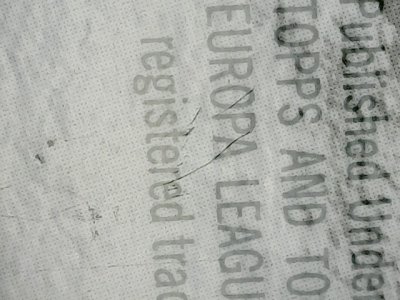 Published Under
TOPPS AND TO
EUROPA LEAGU
registered trad